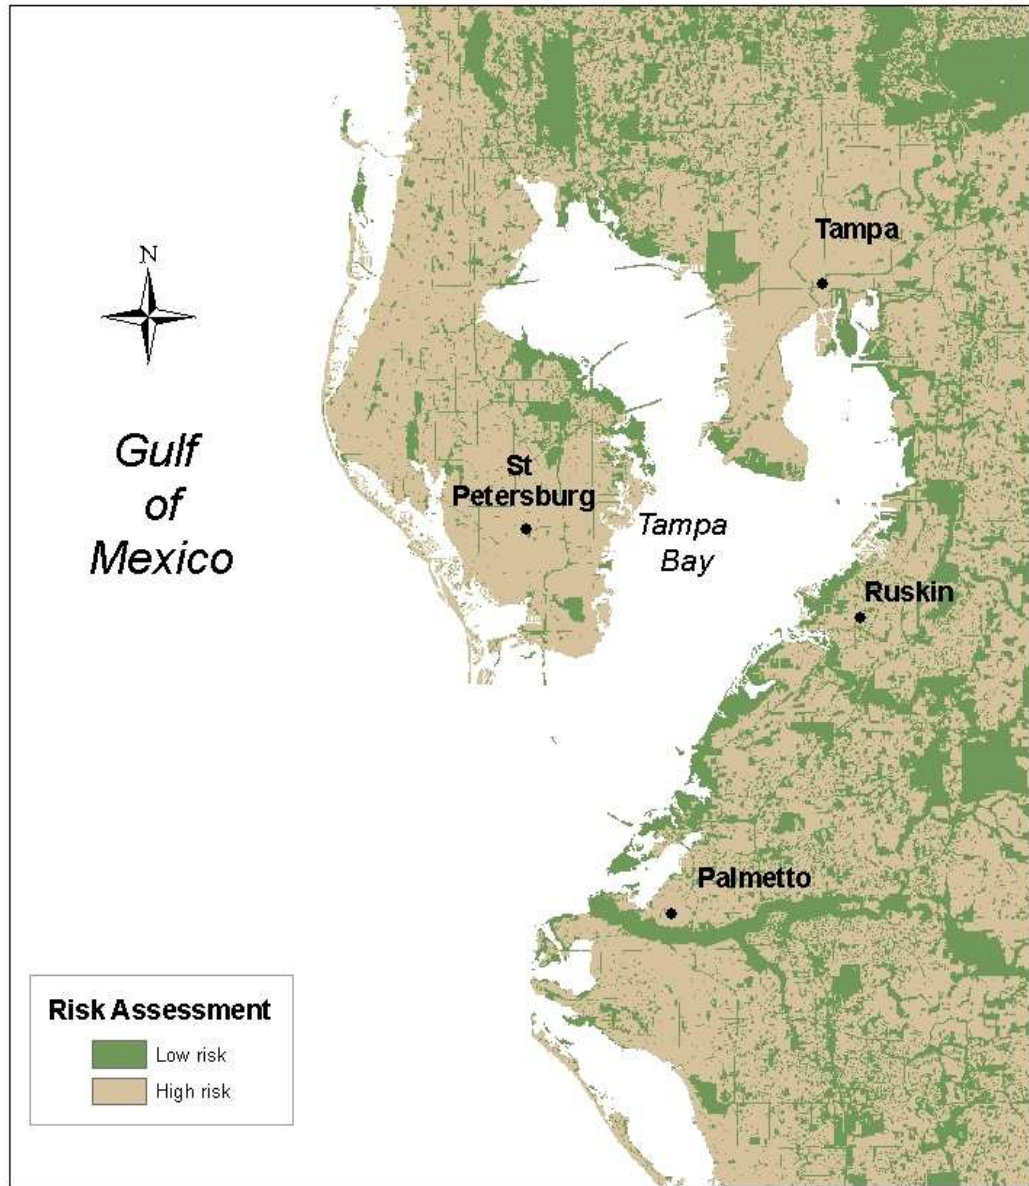 N
Tampa
Gulf
of
Mexico
St
Petersburg
Tampa
Bay
Ruskin
Palmetto
Risk Assessment
Low risk
High risk